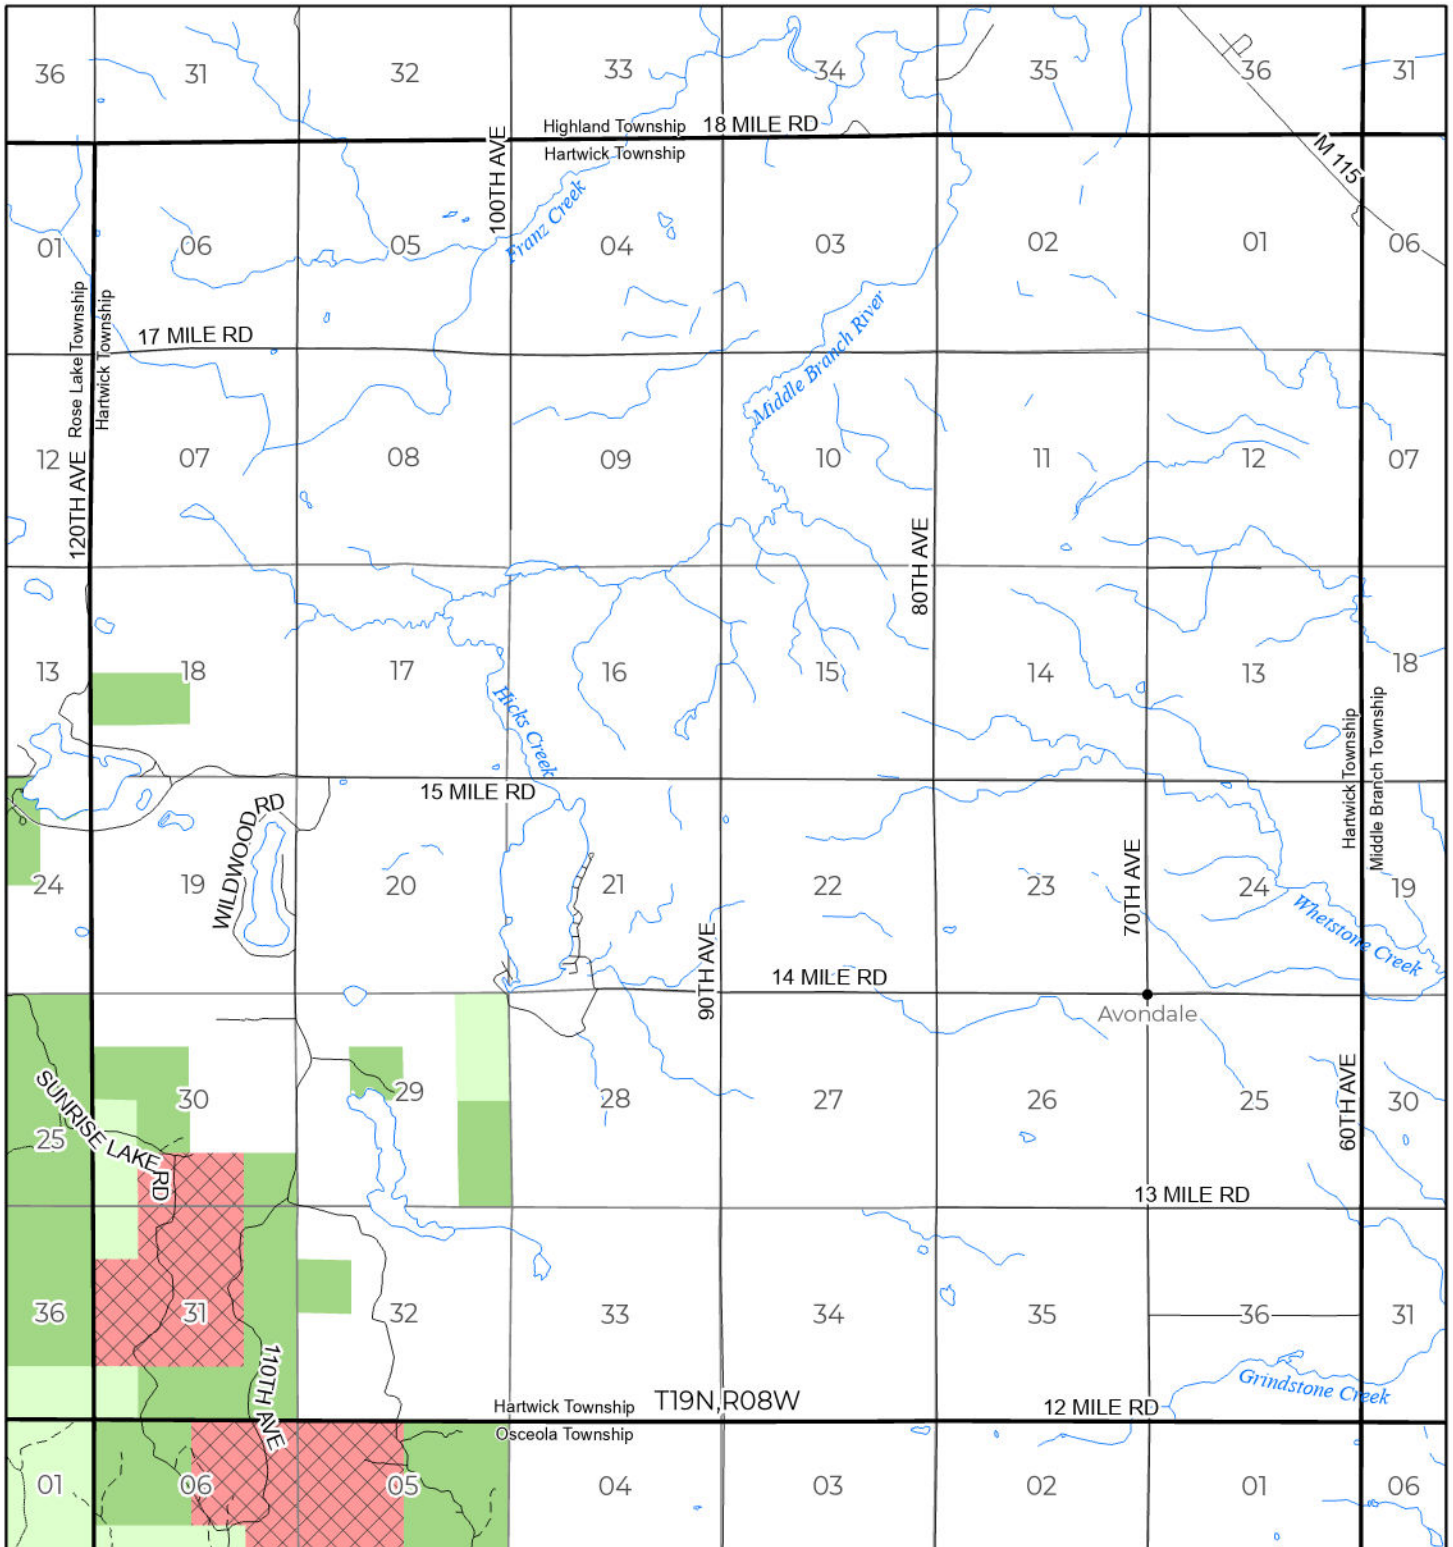 36 31 32 33 34 35 36 31
Highland Township 18 MILE RD
Hartwick Township
M 115
100TH AVE
Franz Creek
01 06 05 04 03 02 01 06
Rose Lake Township
Hartwick Township
17 MILE RD
Middle Branch River
120TH AVE
12 07 08 09 10 11 12 07
80TH AVE
13 18 17 16 15 14 13 18
Hicks Creek
Hartwick Township
Middle Branch Township
15 MILE RD
WILDWOOD RD
70TH AVE
24 19 20 21 22 23 24 19
Whetstone Creek
90TH AVE
14 MILE RD
Avondale
SUNRISE LAKE RD
25 30 29 28 27 26 25 30
60TH AVE
13 MILE RD
36 31 32 33 34 35 36 31
110TH AVE
Grindstone Creek
Hartwick Township T19N,R08W 12 MILE RD
Osceola Township
01 06 05 04 03 02 01 06